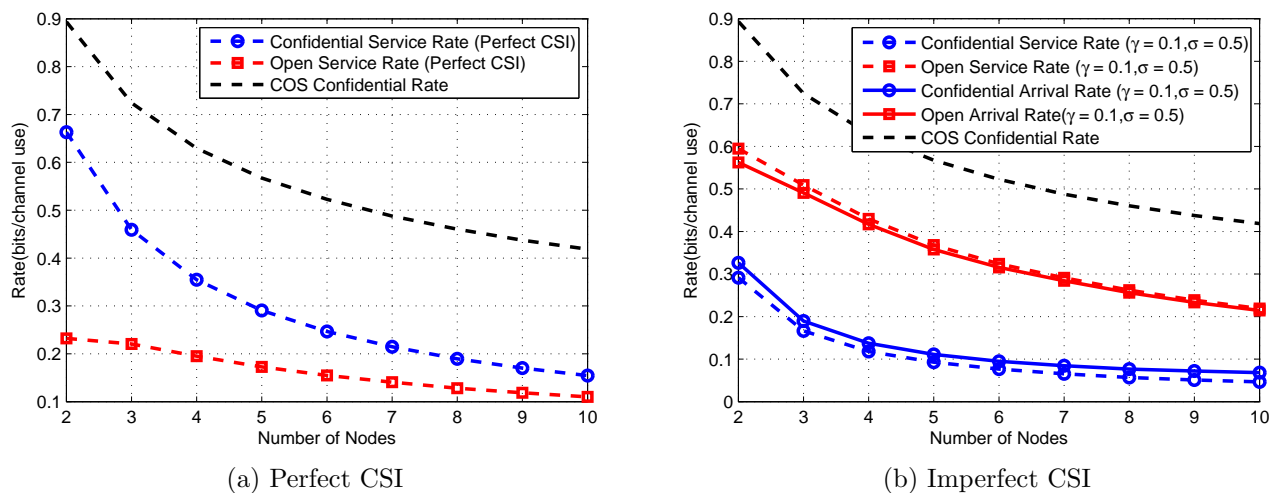 0.9
0.8
0.7
0.6
0.5
0.4
0.3
0.2
0.1
Rate(bits/channel use)
Confidential Service Rate (Perfect CSI)
Open Service Rate (Perfect CSI)
COS Confidential Rate
2 3 4 5 6 7 8 9 10
Number of Nodes
(a) Perfect CSI
0.9
0.8
0.7
0.6
0.5
0.4
0.3
0.2
0.1
0
Rate(bits/channel use)
Confidential Service Rate (γ = 0.1,σ = 0.5)
Open Service Rate (γ = 0.1,σ = 0.5)
Confidential Arrival Rate (γ = 0.1,σ = 0.5)
Open Arrival Rate(γ = 0.1,σ = 0.5)
COS Confidential Rate
2 3 4 5 6 7 8 9 10
Number of Nodes
(b) Imperfect CSI